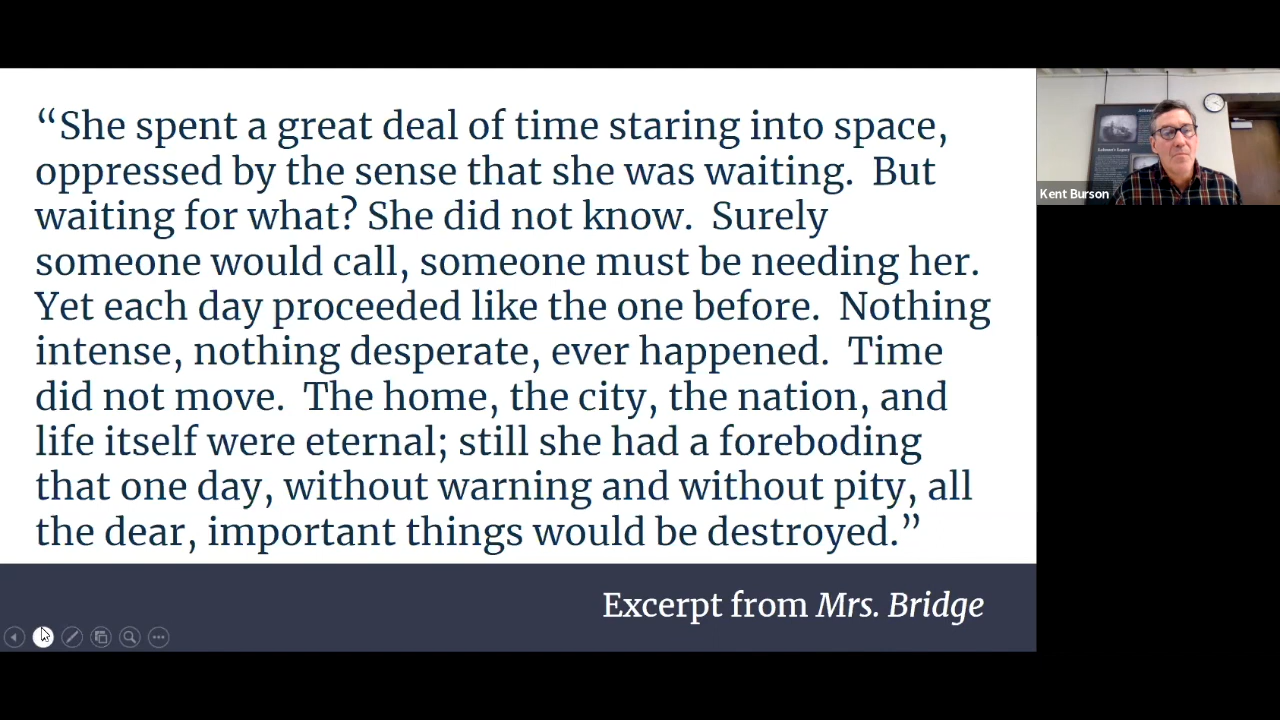 “She spent a great deal of time staring into space,
oppressed by the sense that she was waiting.  But
waiting for what? She did not know.  Surely
someone would call, someone must be needing her.
Yet each day proceeded like the one before.  Nothing
intense, nothing desperate, ever happened.  Time
did not move.  The home, the city, the nation, and
life itself were eternal; still she had a foreboding
that one day, without warning and without pity, all
the dear, important things would be destroyed.”
Excerpt from Mrs. Bridge
Kent Burson